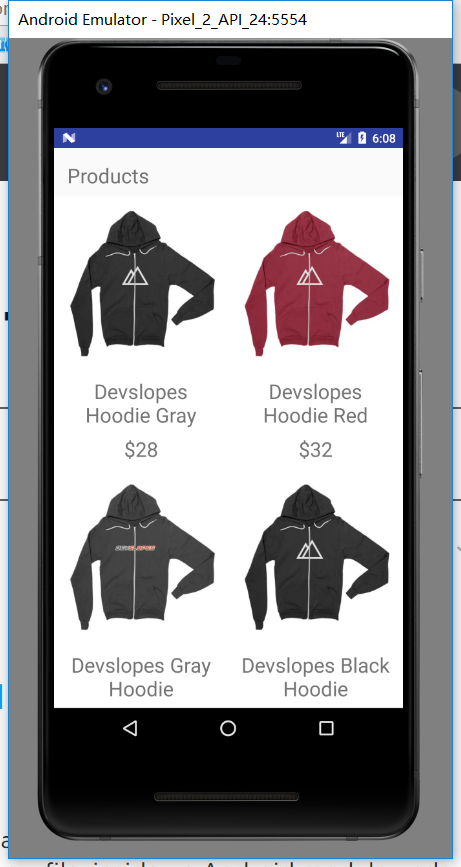 Android Emulator - Pixel_2_API_24:5554
LTE 6:08
Products
Devslopes
Hoodie Gray
$28
Devslopes
Hoodie Red
$32
Devslopes Gray
Hoodie
Devslopes Black
Hoodie